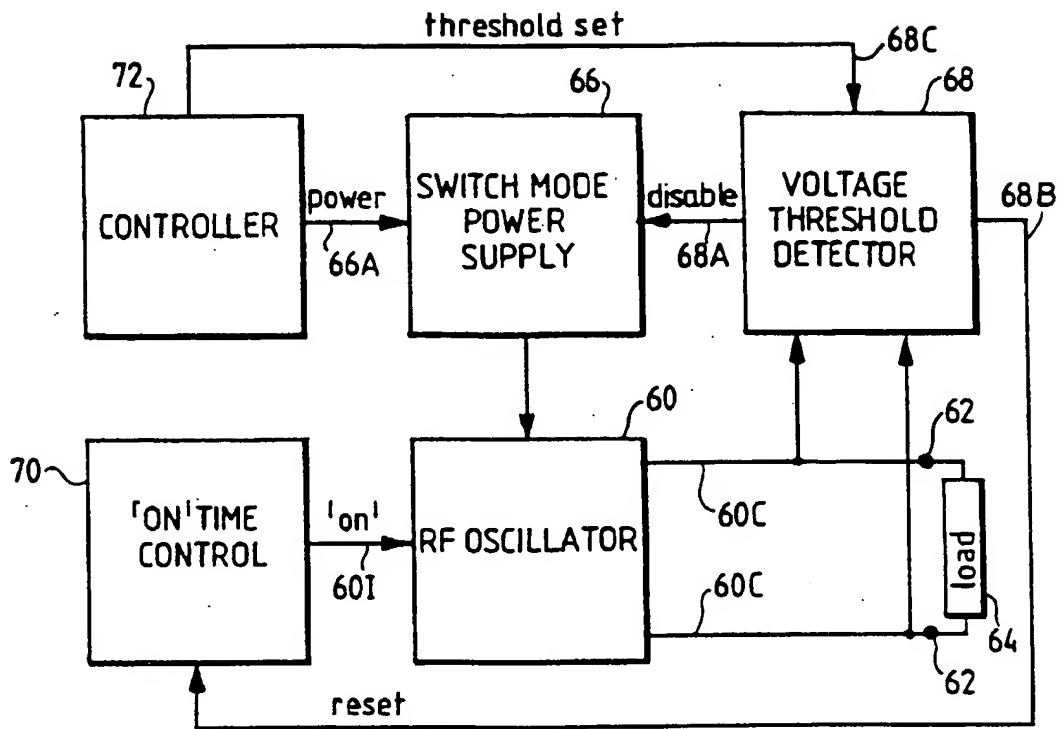 threshold set
68C
72
66
68
CONTROLLER
power
66A
SWITCH MODE
POWER
SUPPLY
disable
68A
VOLTAGE
THRESHOLD
DETECTOR
68B
60
62
70
'ON' TIME
CONTROL
'on'
60I
RF OSCILLATOR
60C
60C
load
64
62
reset